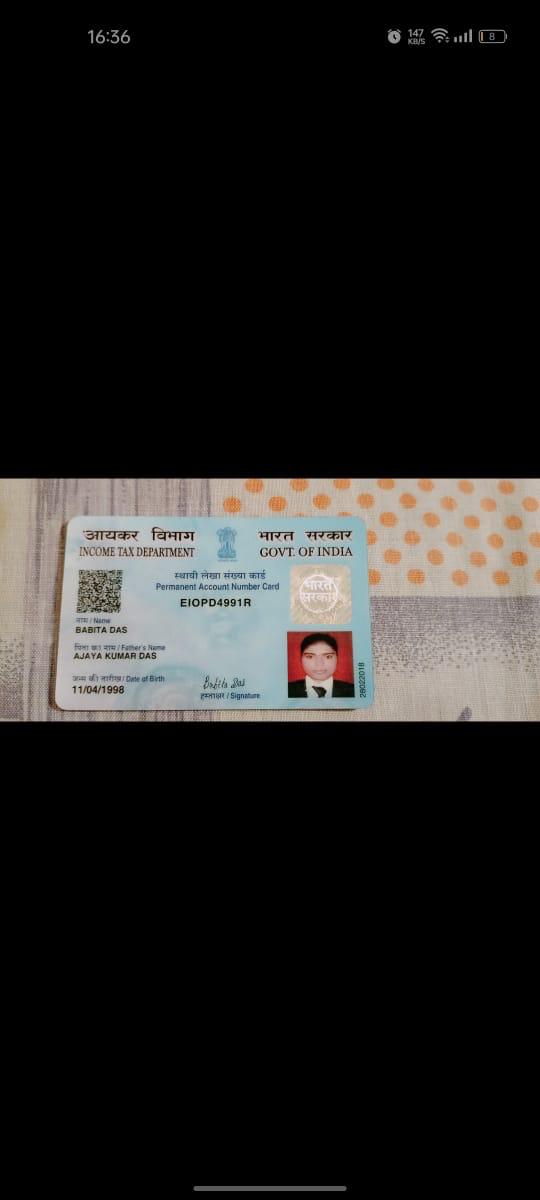 16:36
147
KB/S
8
आयकर विभाग
INCOME TAX DEPARTMENT
भारत सरकार
GOVT. OF INDIA
स्थायी लेखा संख्या कार्ड
Permanent Account Number Card
EIOPD4991R
भारत
सरकार
नाम / Name
BABITA DAS
पिता का नाम / Father's Name
AJAYA KUMAR DAS
जन्म की तारीख / Date of Birth
11/04/1998
Babita Das
हस्ताक्षर / Signature
28022018